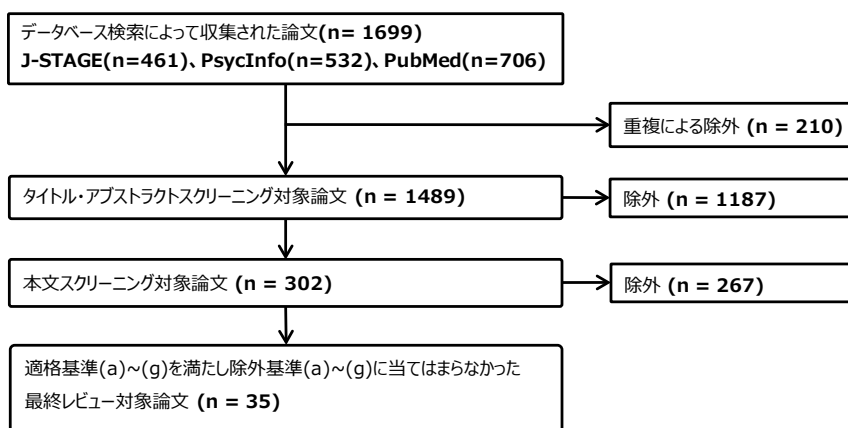 データベース検索によって収集された論文(n= 1699)
J-STAGE(n=461)、PsycInfo(n=532)、PubMed(n=706)
重複による除外 (n = 210)
タイトル・アブストラクトスクリーニング対象論文 (n = 1489)
除外 (n = 1187)
本文スクリーニング対象論文 (n = 302)
除外 (n = 267)
適格基準(a)~(g)を満たし除外基準(a)~(g)に当てはまらなかった
最終レビュー対象論文 (n = 35)